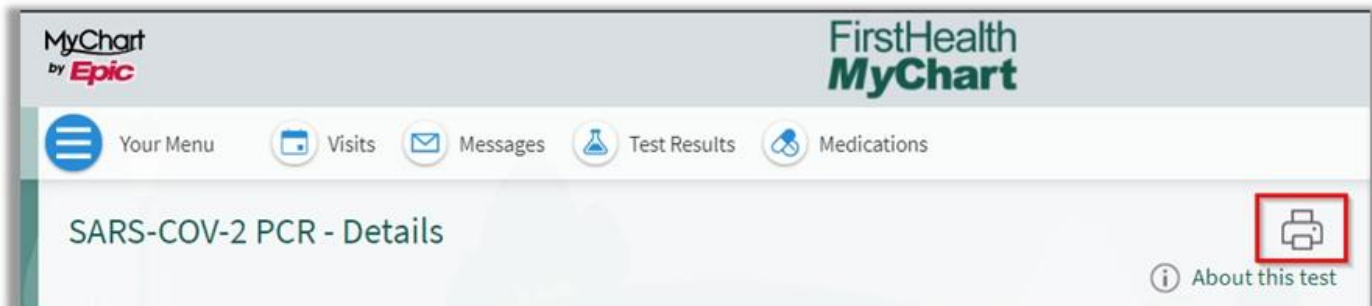 MyChart
by Epic
FirstHealth
MyChart
Your Menu Visits Messages Test Results Medications
SARS-COV-2 PCR - Details
About this test